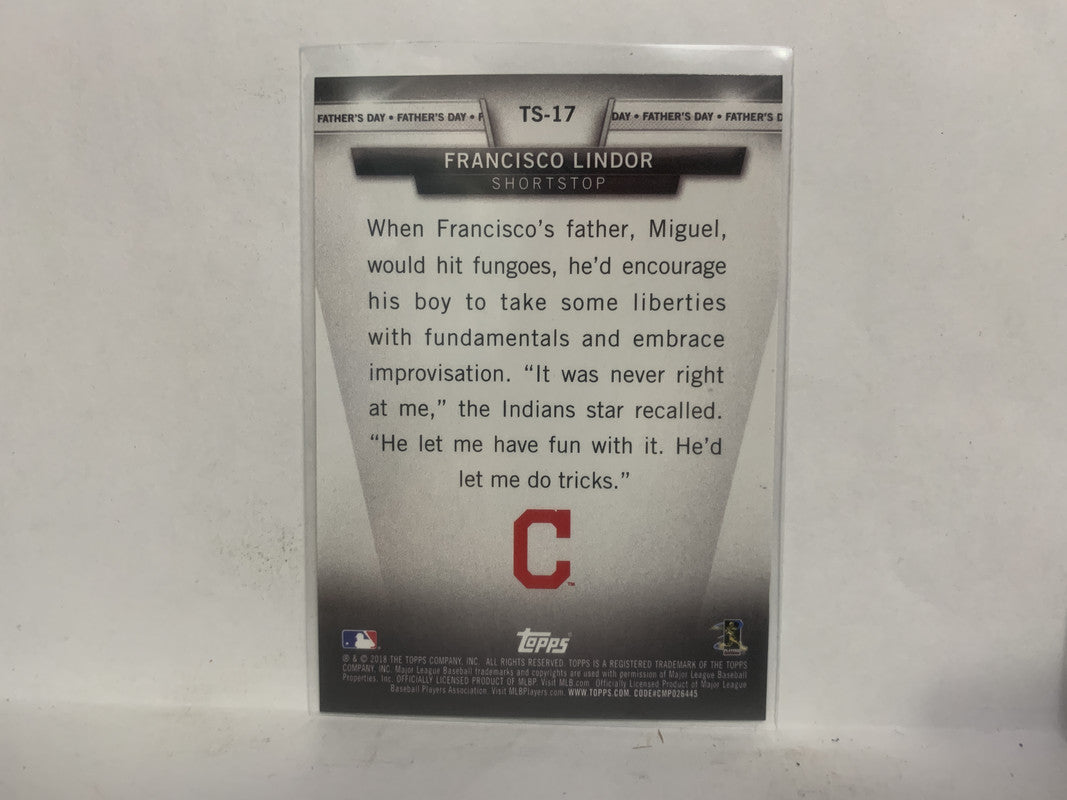 FATHER'S DAY • FATHER'S DAY • F
TS-17
DAY • FATHER'S DAY • FATHER'S D
FRANCISCO LINDOR
SHORTSTOP
When Francisco's father, Miguel,
would hit fungoes, he'd encourage
his boy to take some liberties
with fundamentals and embrace
improvisation. “It was never right
at me,” the Indians star recalled.
“He let me have fun with it. He'd
let me do tricks.”
C™
topps®
® & © 2018 THE TOPPS COMPANY, INC. ALL RIGHTS RESERVED. TOPPS IS A REGISTERED TRADEMARK OF THE TOPPS
COMPANY, INC. Major League Baseball trademarks and copyrights are used with permission of Major League Baseball
Properties, Inc. OFFICIALLY LICENSED PRODUCT OF MLBP. Visit MLB.com. Officially Licensed Product of Major League
Baseball Players Association. Visit MLBPlayers.com. WWW.TOPPS.COM. CODE#CMP026445